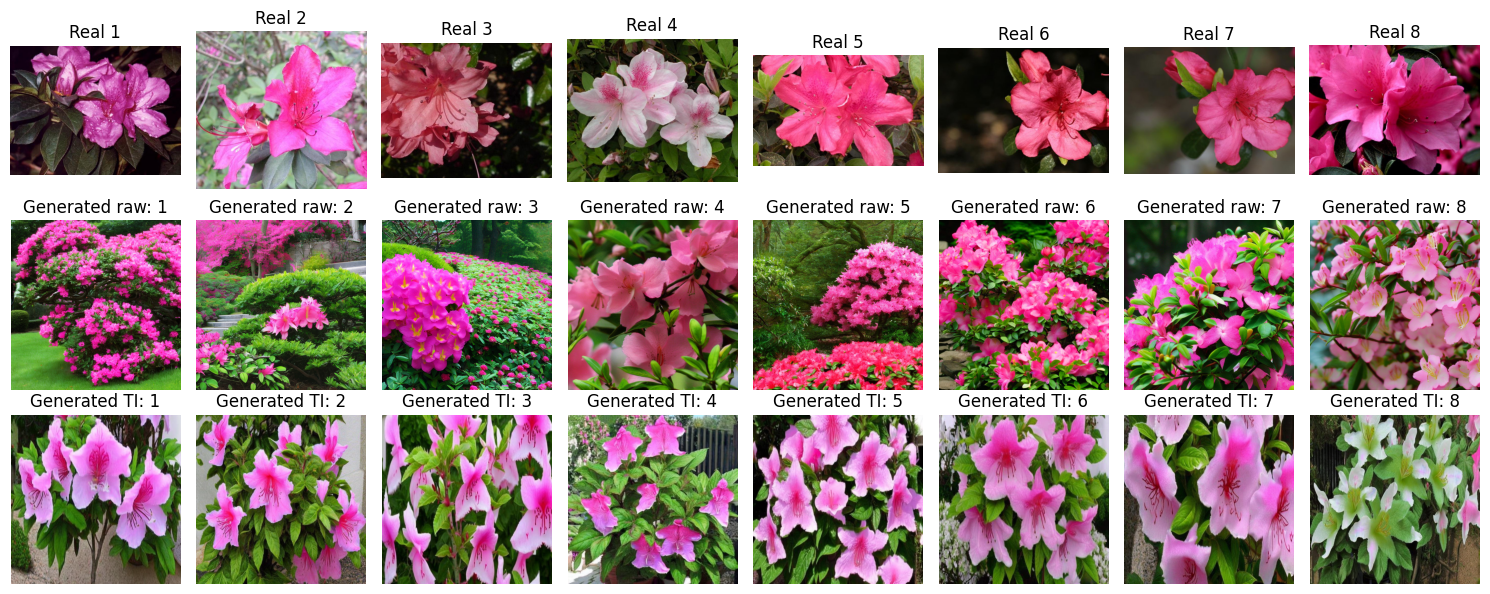 Real 1
Real 2
Real 3
Real 4
Real 5
Real 6
Real 7
Real 8
Generated raw: 1
Generated raw: 2
Generated raw: 3
Generated raw: 4
Generated raw: 5
Generated raw: 6
Generated raw: 7
Generated raw: 8
Generated TI: 1
Generated TI: 2
Generated TI: 3
Generated TI: 4
Generated TI: 5
Generated TI: 6
Generated TI: 7
Generated TI: 8